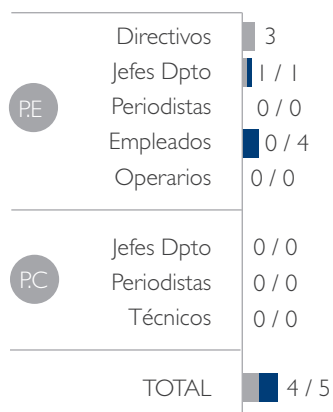 Directivos 3
Jefes Dpto 1 / 1
P.E
Periodistas 0 / 0
Empleados 0 / 4
Operarios 0 / 0
Jefes Dpto 0 / 0
P.C
Periodistas 0 / 0
Técnicos 0 / 0
TOTAL 4 / 5